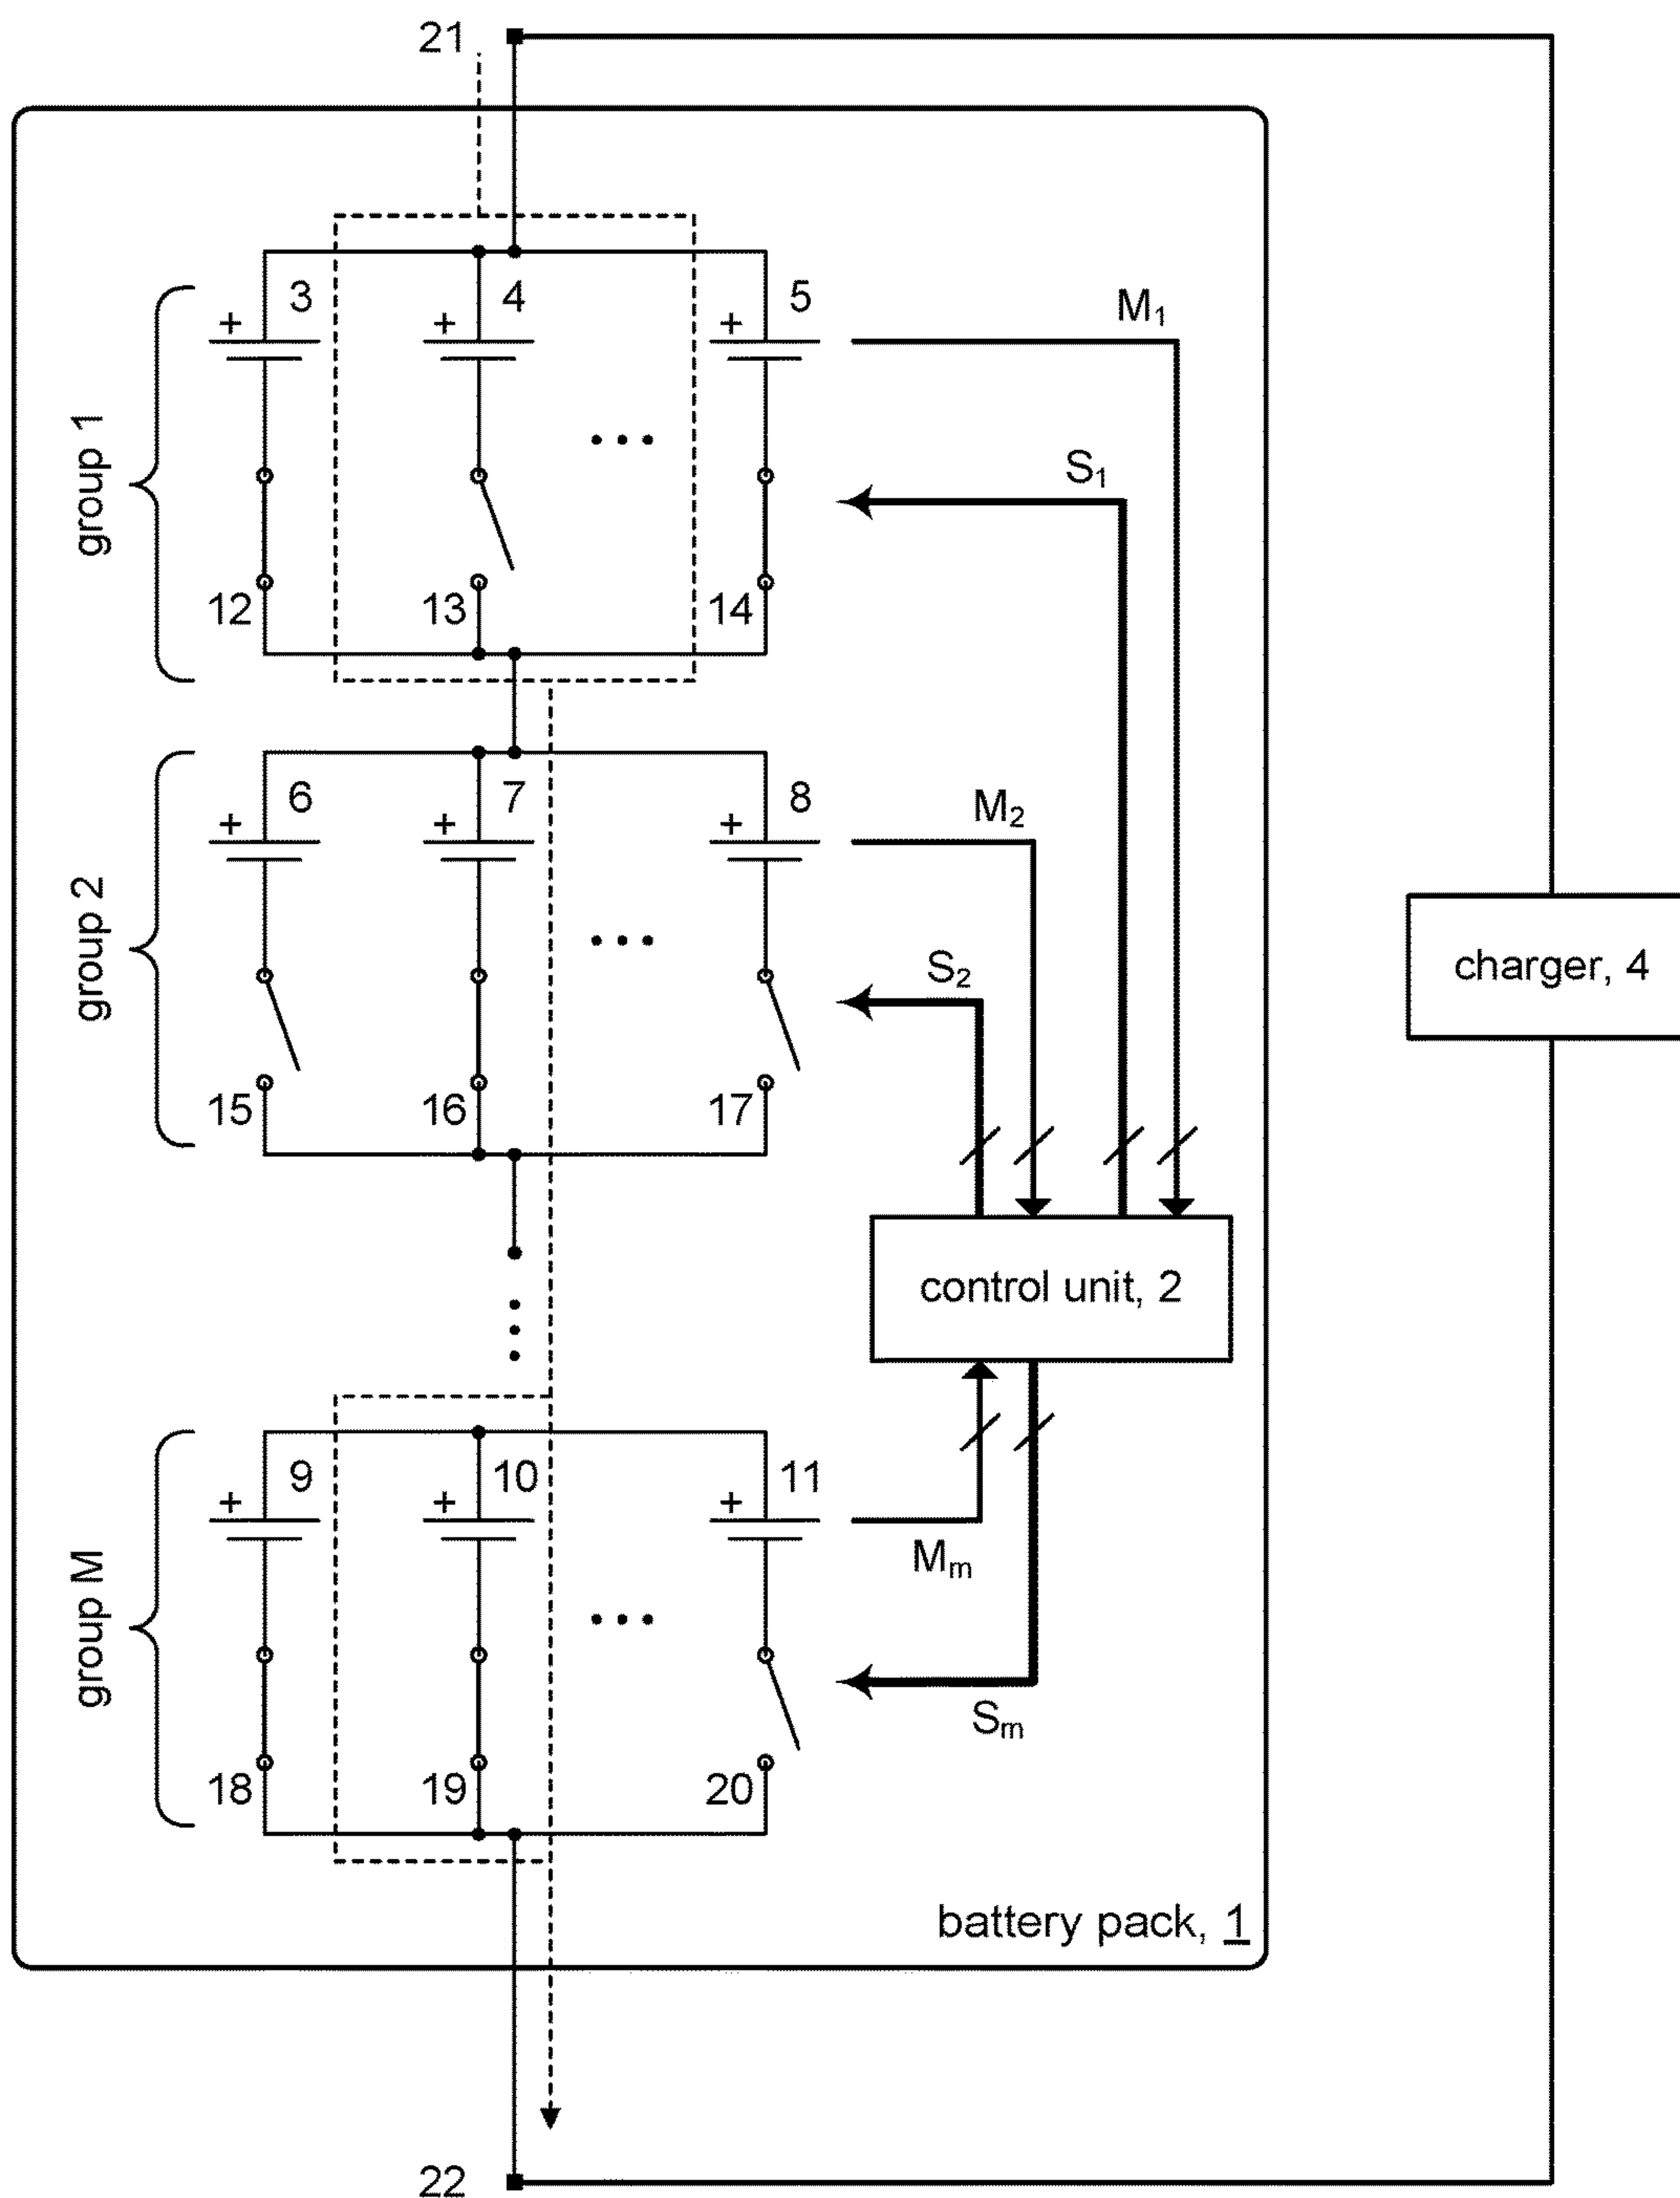 21
3
4
5
M₁
+
+
+
S₁
group 1
12
13
14
6
7
8
M₂
+
+
+
S₂
group 2
charger, 4
15
16
17
control unit, 2
9
10
11
+
+
+
Mₘ
group M
Sₘ
18
19
20
battery pack, 1
22